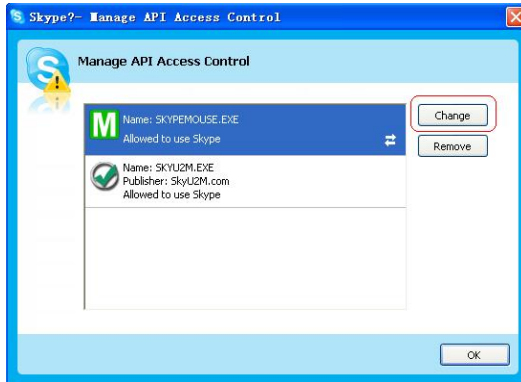 Skype?- Manage API Access Control
Manage API Access Control
M
Name: SKYPEMOUSE.EXE
Allowed to use Skype
Name: SKYU2M.EXE
Publisher: SkyU2M.com
Allowed to use Skype
Change
Remove
OK